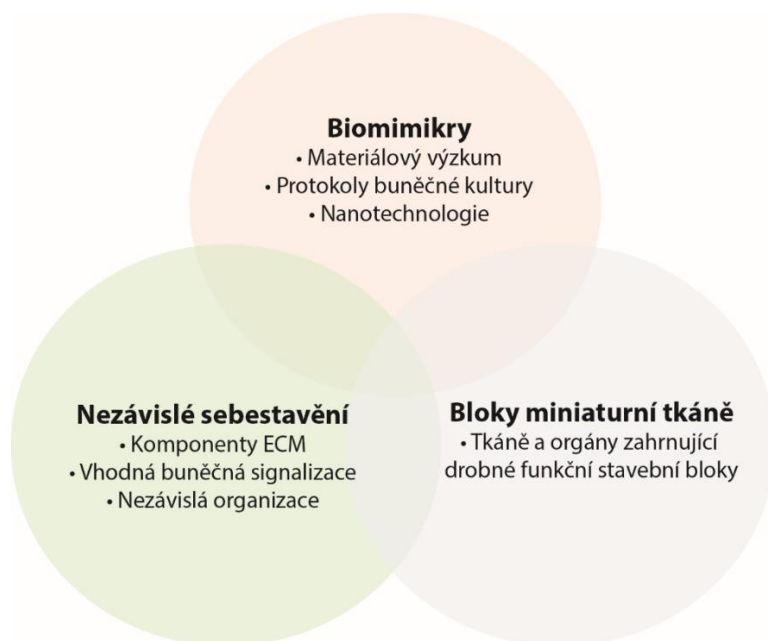 Biomimikry
• Materiálový výzkum
• Protokoly buněčné kultury
• Nanotechnologie
Nezávislé sebestavění
• Komponenty ECM
• Vhodná buněčná signalizace
• Nezávislá organizace
Bloky miniaturní tkáně
• Tkáně a orgány zahrnující
drobné funkční stavební bloky